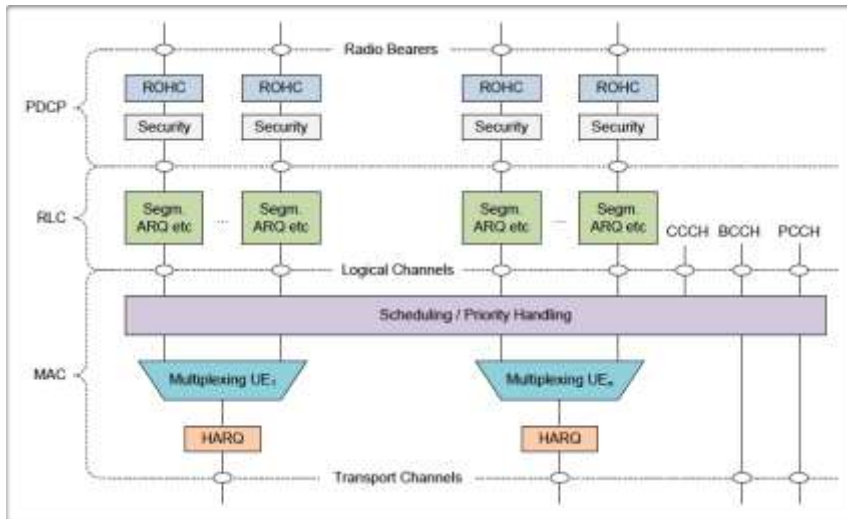 Radio Bearers
ROHC ROHC ROHC ROHC
PDCP
Security Security Security Security
Segm. ARQ etc ... Segm. ARQ etc Segm. ARQ etc ... Segm. ARQ etc
RLC
CCCH BCCH PCCH
Logical Channels
Scheduling / Priority Handling
MAC
Multiplexing UE₁ Multiplexing UEₙ
HARQ HARQ
Transport Channels